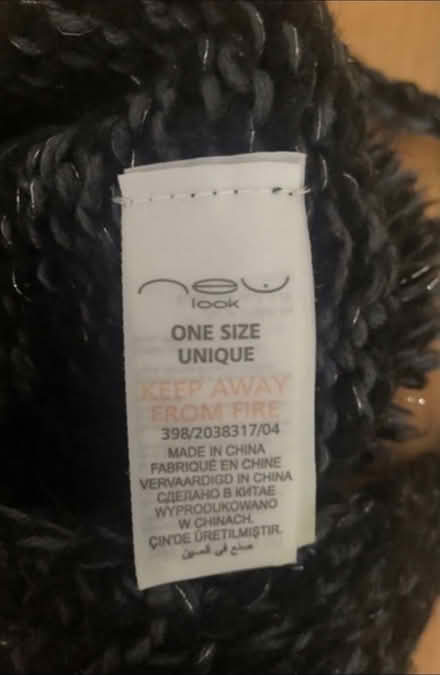 new
look
ONE SIZE
UNIQUE
KEEP AWAY
FROM FIRE
398/2038317/04
MADE IN CHINA
FABRIQUÉ EN CHINE
VERVAARDIGD IN CHINA
СДЕЛАНО В КИТАЕ
WYPRODUKOWANO
W CHINACH.
ÇIN'DE ÜRETILMIŞTIR.
صنع في الصين